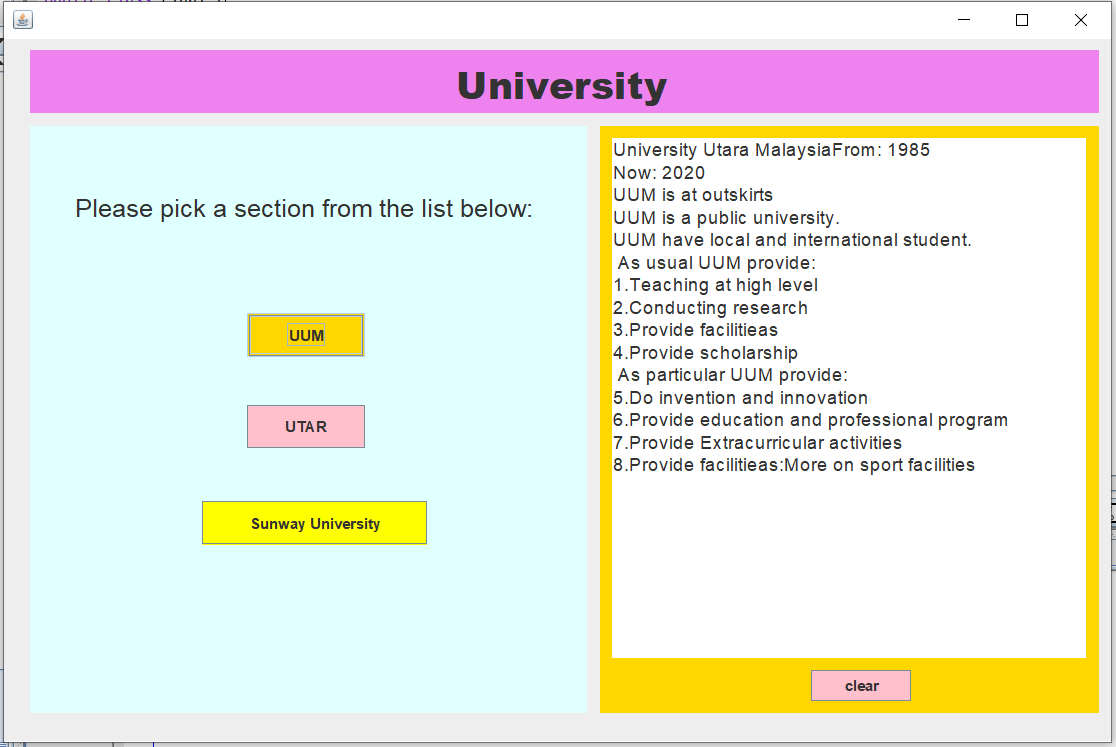 University
Please pick a section from the list below:
UUM
UTAR
Sunway University
University Utara MalaysiaFrom: 1985
Now: 2020
UUM is at outskirts
UUM is a public university.
UUM have local and international student.
As usual UUM provide:
1.Teaching at high level
2.Conducting research
3.Provide facilitieas
4.Provide scholarship
As particular UUM provide:
5.Do invention and innovation
6.Provide education and professional program
7.Provide Extracurricular activities
8.Provide facilitieas:More on sport facilities
clear